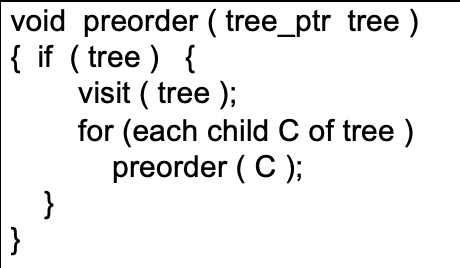 void preorder ( tree_ptr tree )
{ if ( tree ) {
visit ( tree );
for (each child C of tree )
preorder ( C );
}
}